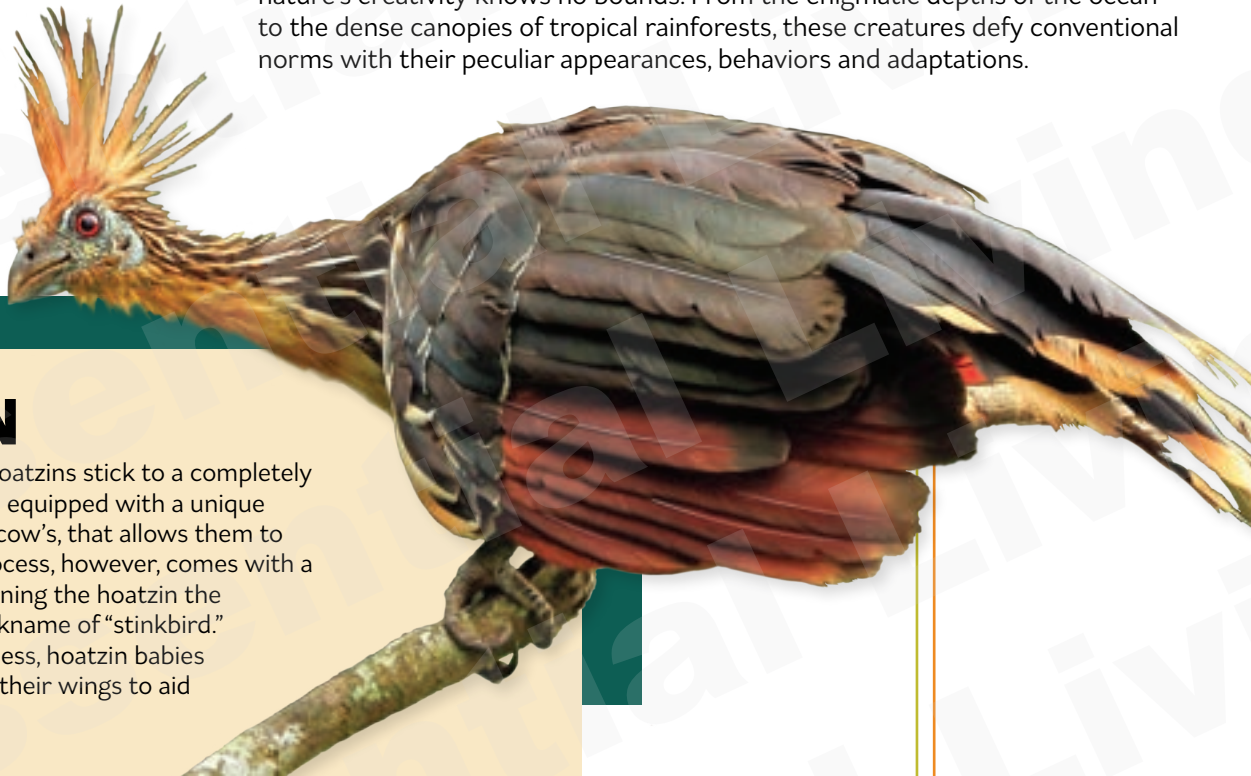 to the dense canopies of tropical rainforests, these creatures defy conventional
norms with their peculiar appearances, behaviors and adaptations.
N
oatzins stick to a completely
equipped with a unique
cow's, that allows them to
ocess, however, comes with a
ning the hoatzin the
kname of “stinkbird.”
ess, hoatzin babies
their wings to aid
Essential Living